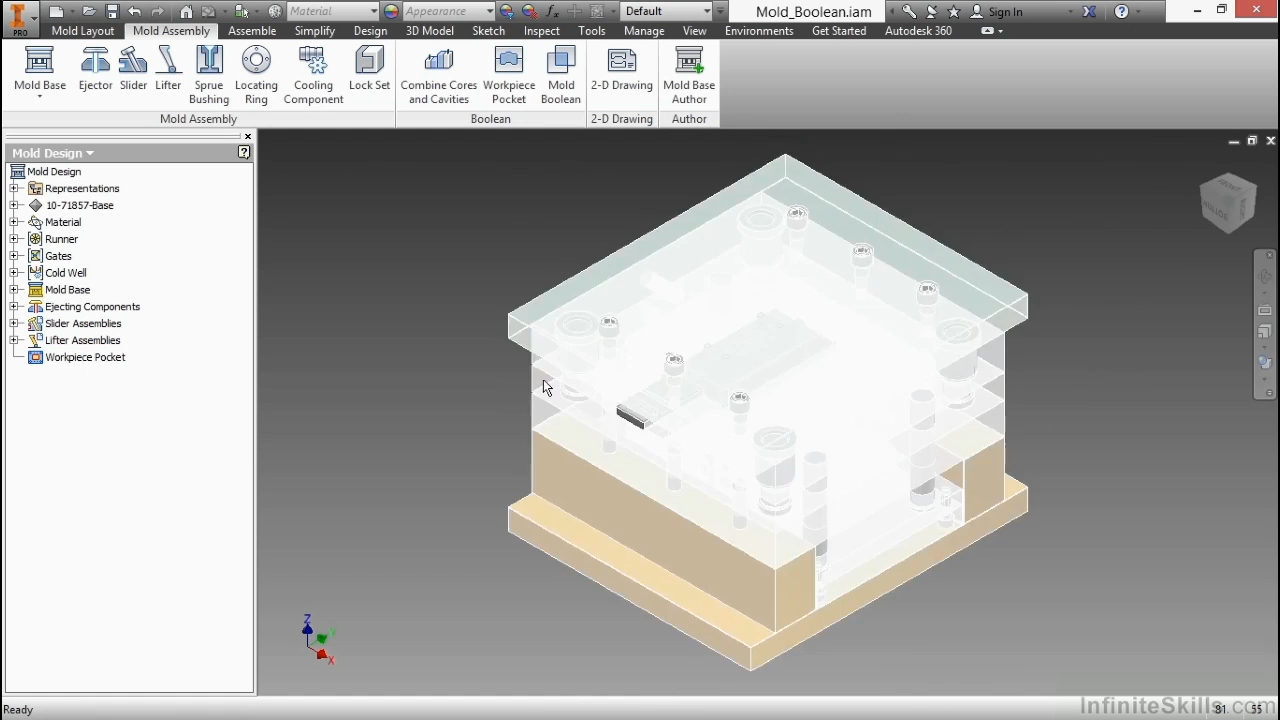 Material
Appearance
Default
Mold_Boolean.iam
Sign In
PRO
Mold Layout
Mold Assembly
Assemble
Simplify
Design
3D Model
Sketch
Inspect
Tools
Manage
View
Environments
Get Started
Autodesk 360
Mold Base
Ejector
Slider
Lifter
Sprue
Bushing
Locating
Ring
Cooling
Component
Lock Set
Combine Cores
and Cavities
Workpiece
Pocket
Mold
Boolean
2-D Drawing
Mold Base
Author
Mold Assembly
Boolean
2-D Drawing
Author
Mold Design
Mold Design
Representations
10-71857-Base
Material
Runner
Gates
Cold Well
Mold Base
Ejecting Components
Slider Assemblies
Lifter Assemblies
Workpiece Pocket
Z
Y
X
Ready
InfiniteSkills.com